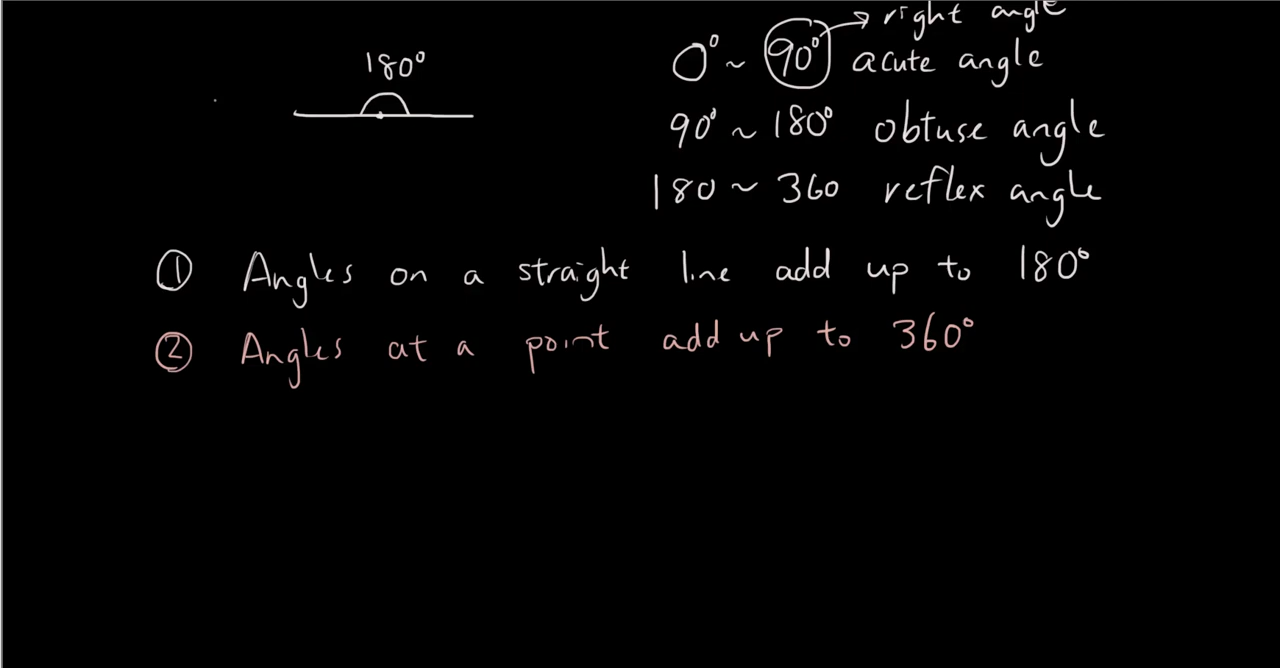 → right angle
180°
0° ~ 90° acute angle
90° ~ 180° obtuse angle
180 ~ 360 reflex angle
① Angles on a straight line add up to 180°
② Angles at a point add up to 360°